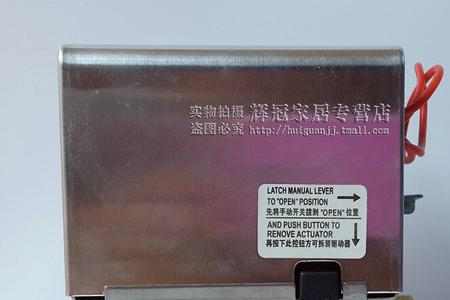 实物拍摄 辉冠家居专营店
盗图必究 http://huiguanjj.tmall.com
LATCH MANUAL LEVER
TO "OPEN" POSITION
先将手动开关拨到 "OPEN" 位置
AND PUSH BUTTON TO
RENOVE ACTUATOR
再按下此控钮方可拆装驱动器